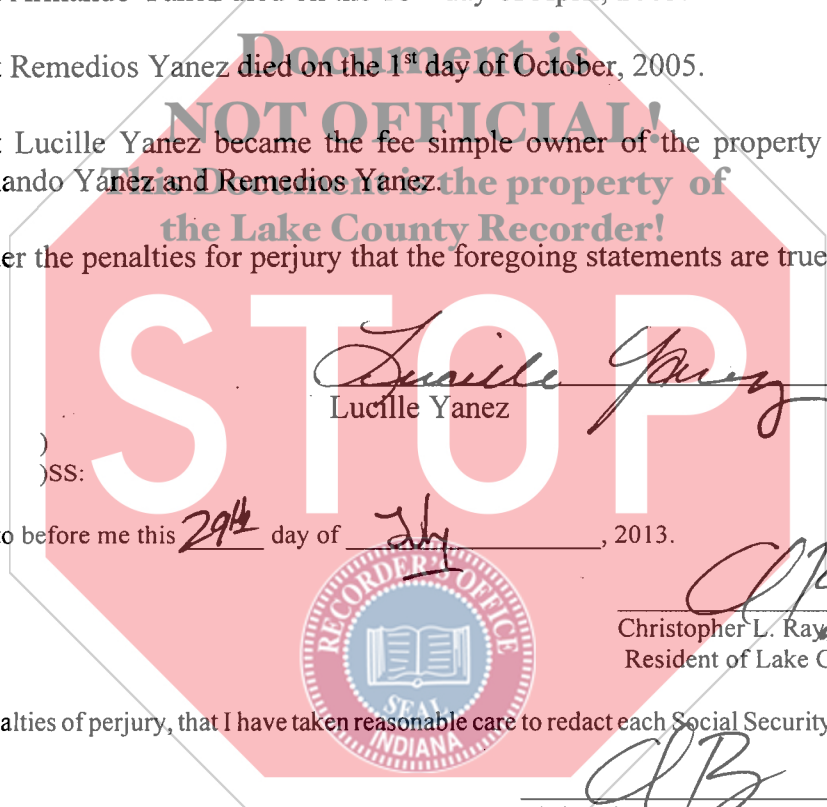 Remedios Yanez died on the 1st day of October, 2005.
Document is
NOT OFFICIAL!
Lucille Yanez became the fee simple owner of the property
ando Yanez and Remedios Yanez.
This Document is the property of
the Lake County Recorder!
er the penalties for perjury that the foregoing statements are true
STOP
Lucille Yanez
Lucille Yanez
)
)SS:
o before me this 29th day of July, 2013.
RECORDER'S OFFICE
SEAL
INDIANA
Christopher L. Ray
Resident of Lake C
alties of perjury, that I have taken reasonable care to redact each Social Security